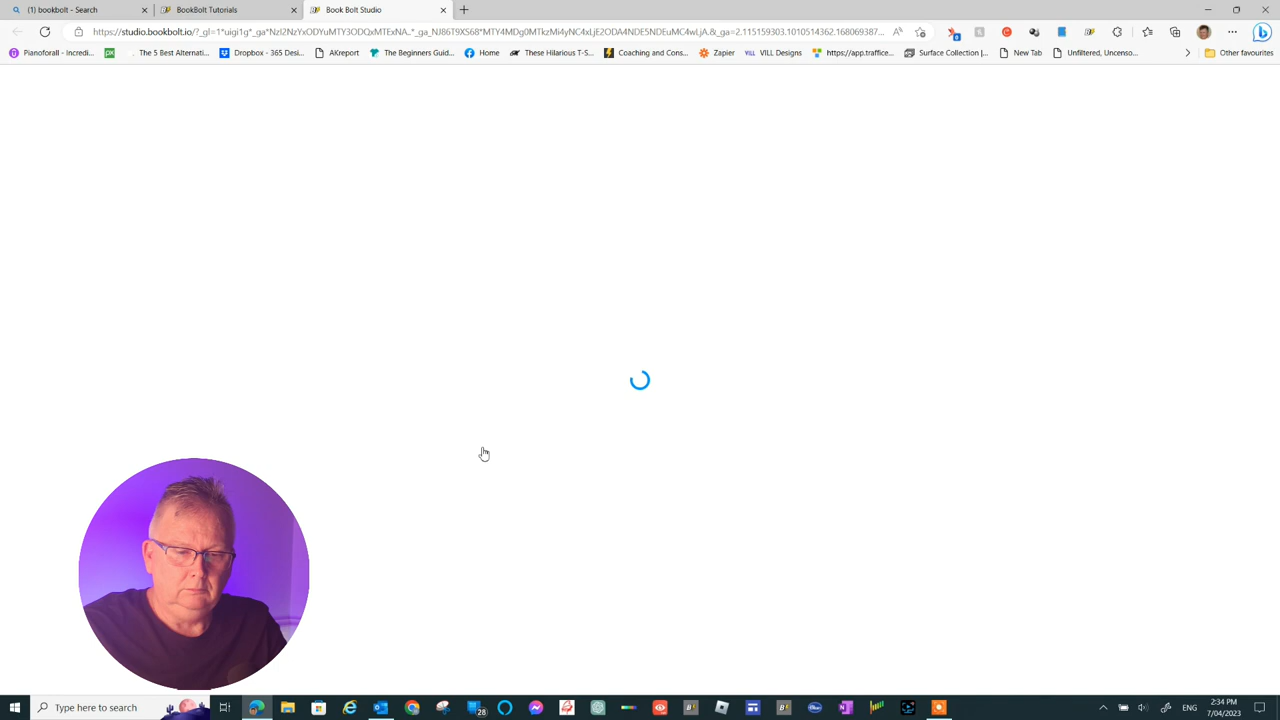 (1) bookbolt - Search
BookBolt Tutorials
Book Bolt Studio
https://studio.bookbolt.io/?_gl=1*uigi1g*_ga*NzI2NzYxODYuMTY3ODQxMTExNA..*_ga_NJ86T9XS68*MTY4MDg0MTkzMi4yNC4xLjE2ODA4NDE5NDEuMC4wLjA.&_ga=2.115159303.1010514362.168069387...
Pianoforall - Incredi...
The 5 Best Alternati...
Dropbox - 365 Desi...
AKreport
The Beginners Guid...
Home
These Hilarious T-S...
Coaching and Cons...
Zapier
VILL Designs
https://app.traffice...
Surface Collection |...
New Tab
Unfiltered, Uncenso...
Other favourites
Type here to search
28
ENG
2:34 PM
7/04/2023